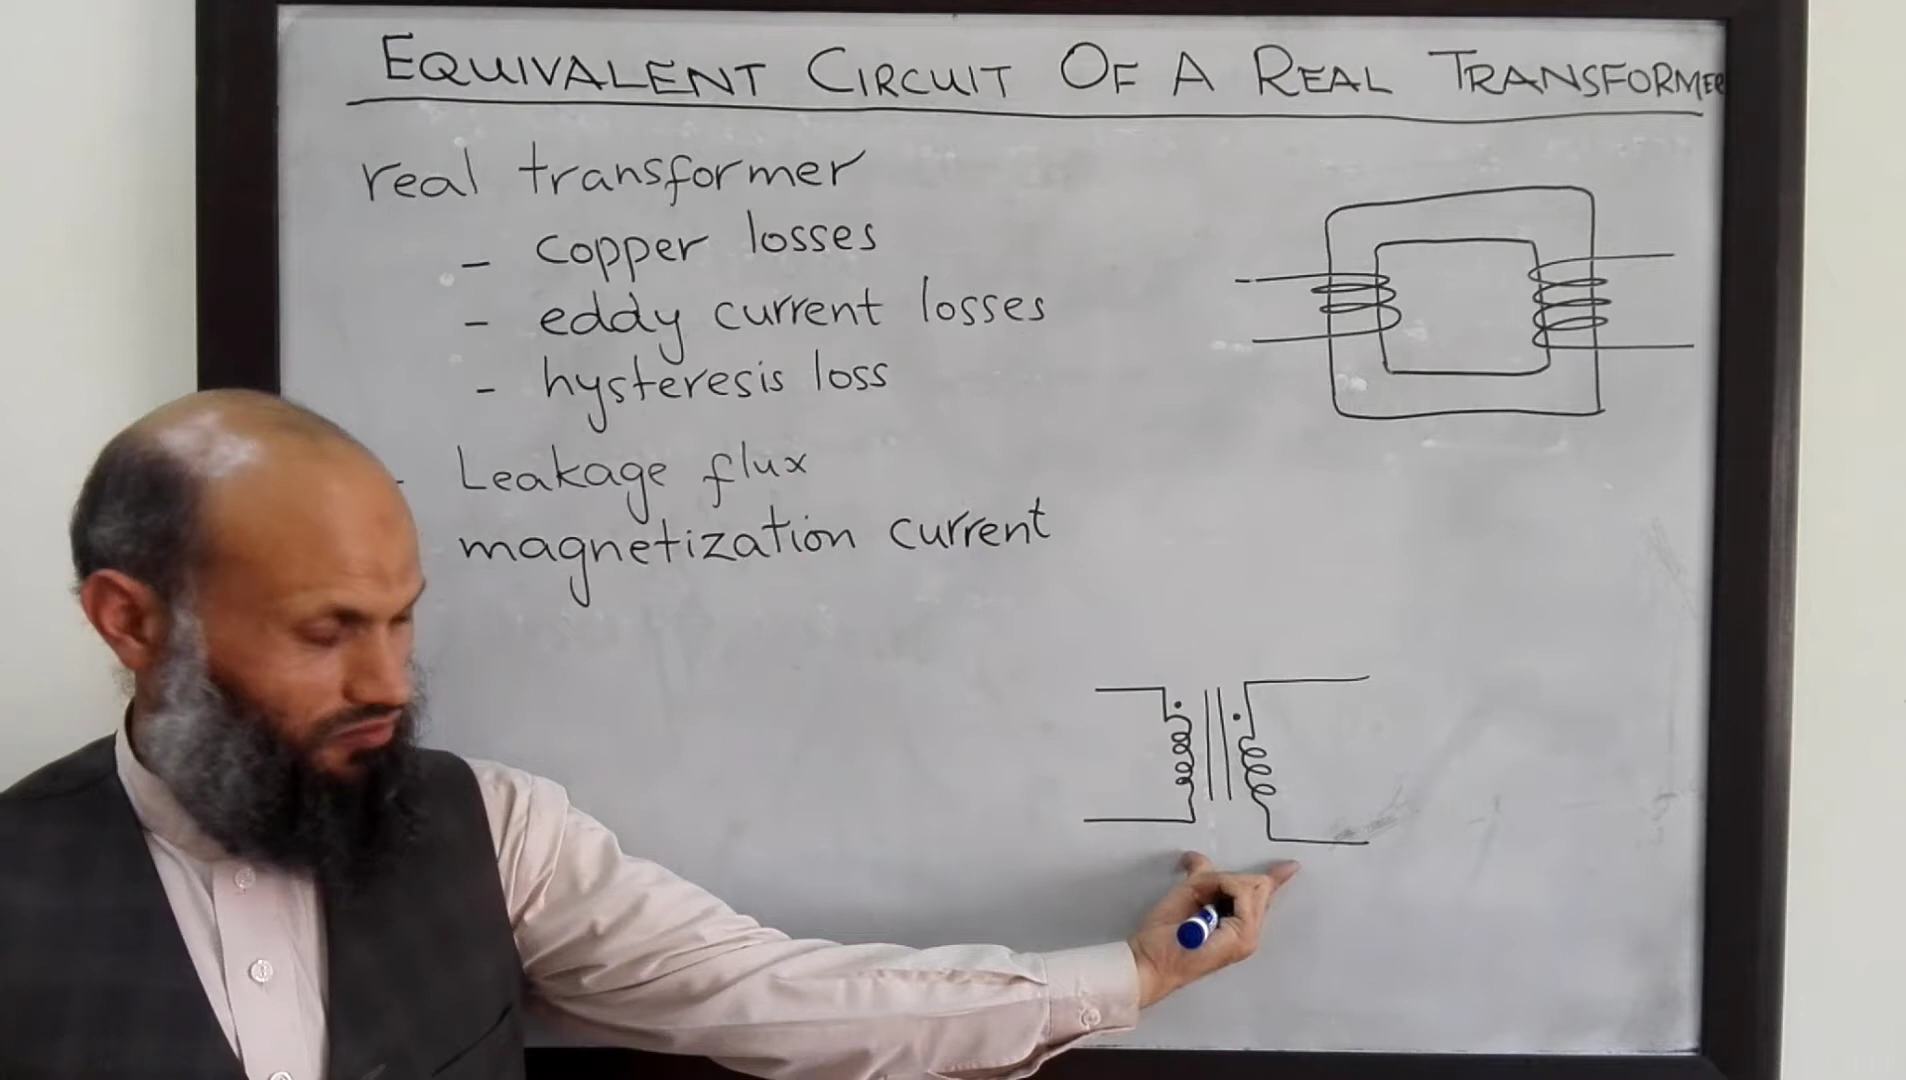 EQUIVALENT CIRCUIT OF A REAL TRANSFORMER
real transformer
- copper losses
- eddy current losses
- hysteresis loss
- Leakage flux
magnetization current